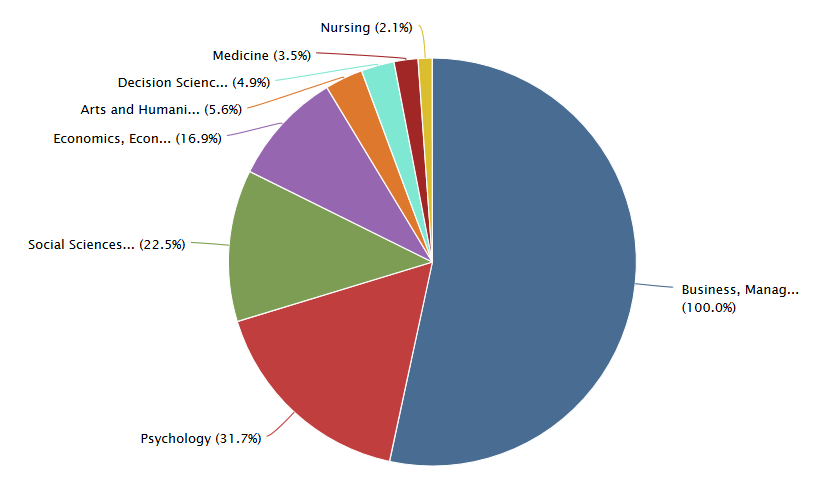 Nursing (2.1%)
Medicine (3.5%)
Decision Scienc... (4.9%)
Arts and Humani... (5.6%)
Economics, Econ... (16.9%)
Social Sciences... (22.5%)
Business, Manag...
(100.0%)
Psychology (31.7%)